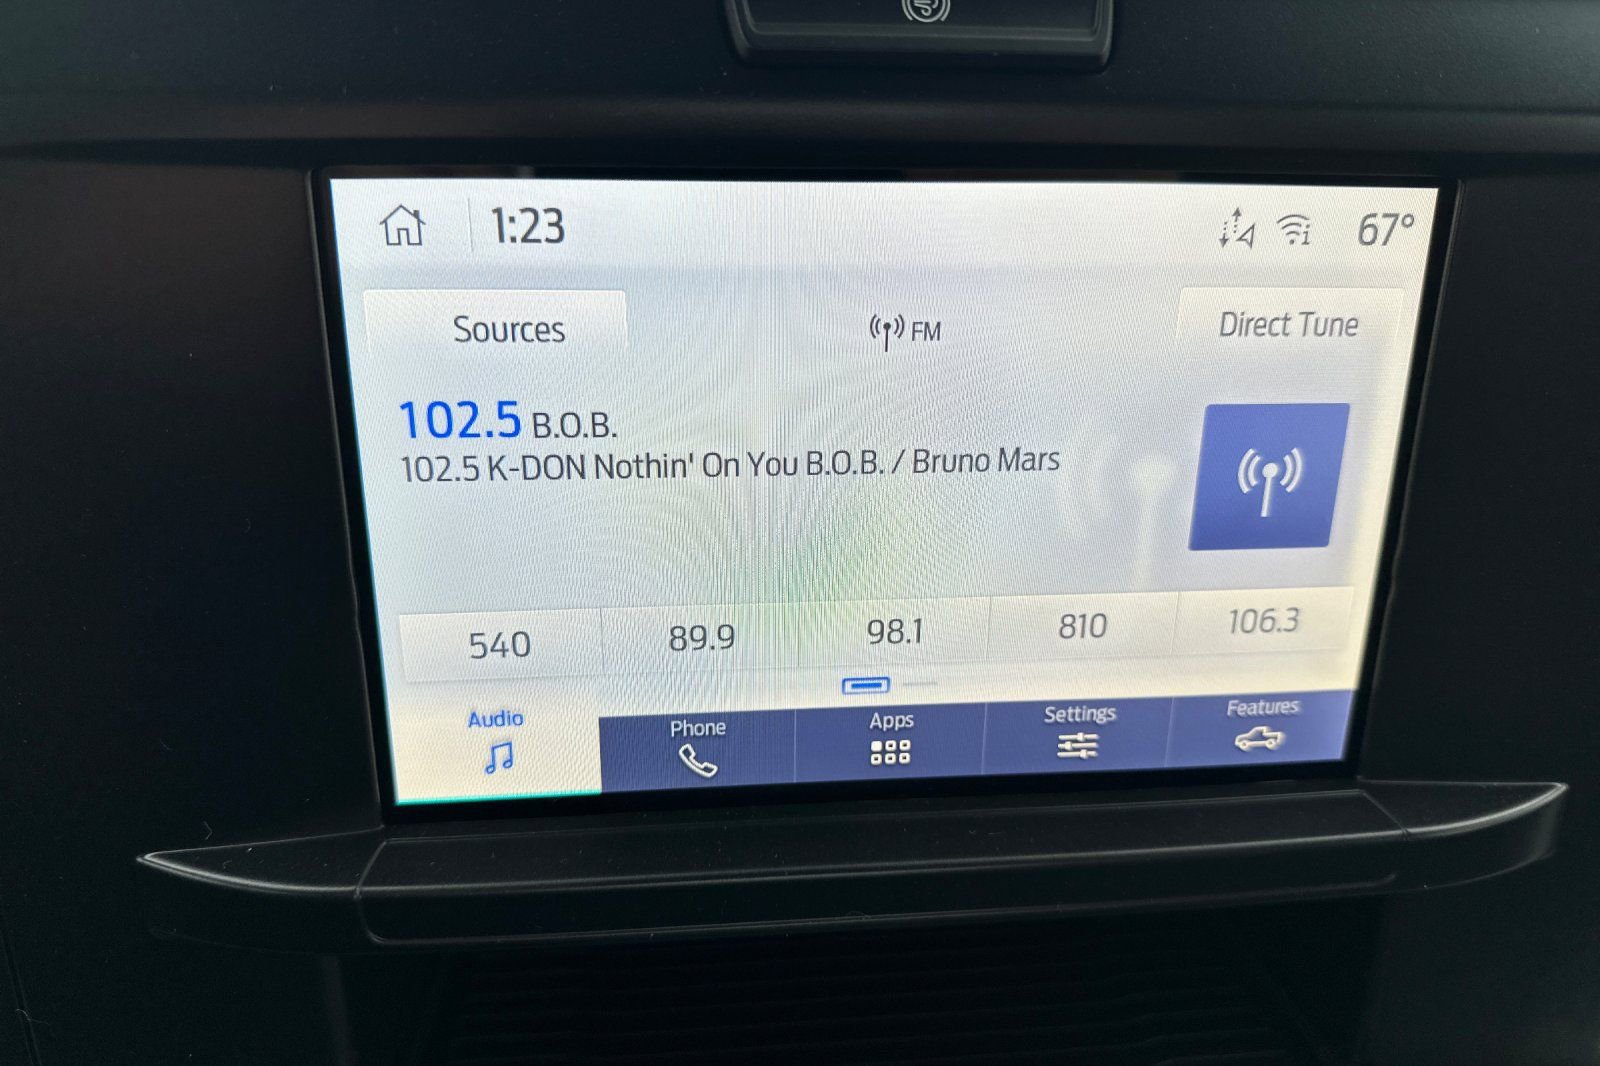 1:23
67°
Sources
FM
Direct Tune
102.5 B.O.B.
102.5 K-DON Nothin' On You B.O.B. / Bruno Mars
540
89.9
98.1
810
106.3
Audio
Phone
Apps
Settings
Features